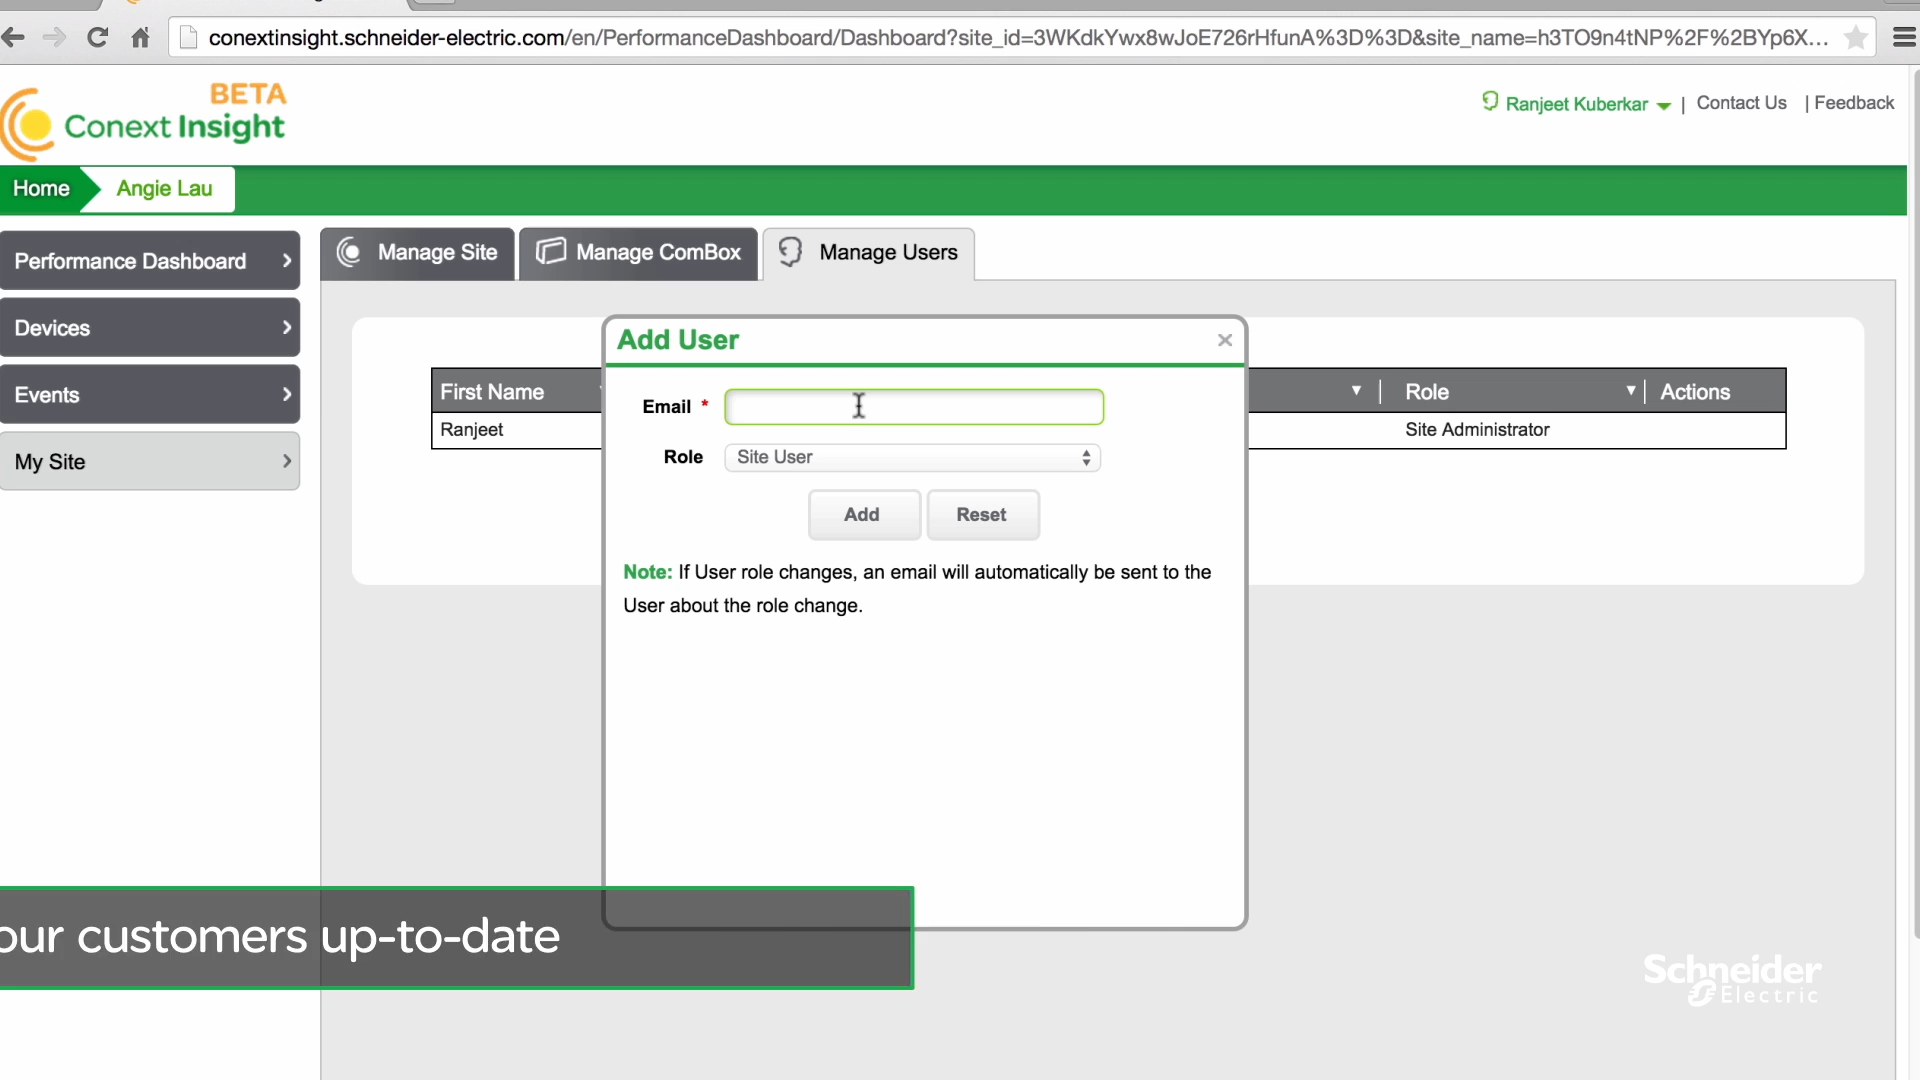 conextinsight.schneider-electric.com/en/PerformanceDashboard/Dashboard?site_id=3WKdkYwx8wJoE726rHfunA%3D%3D&site_name=h3TO9n4tNP%2F%2BYp6X...
BETA
Conext Insight
Ranjeet Kuberkar | Contact Us | Feedback
Home Angie Lau
Performance Dashboard
Devices
Events
My Site
Manage Site Manage ComBox Manage Users
Add User
First Name Role Actions
Ranjeet Site Administrator
Email *
Role Site User
Add Reset
Note: If User role changes, an email will automatically be sent to the
User about the role change.
our customers up-to-date
Schneider
Electric